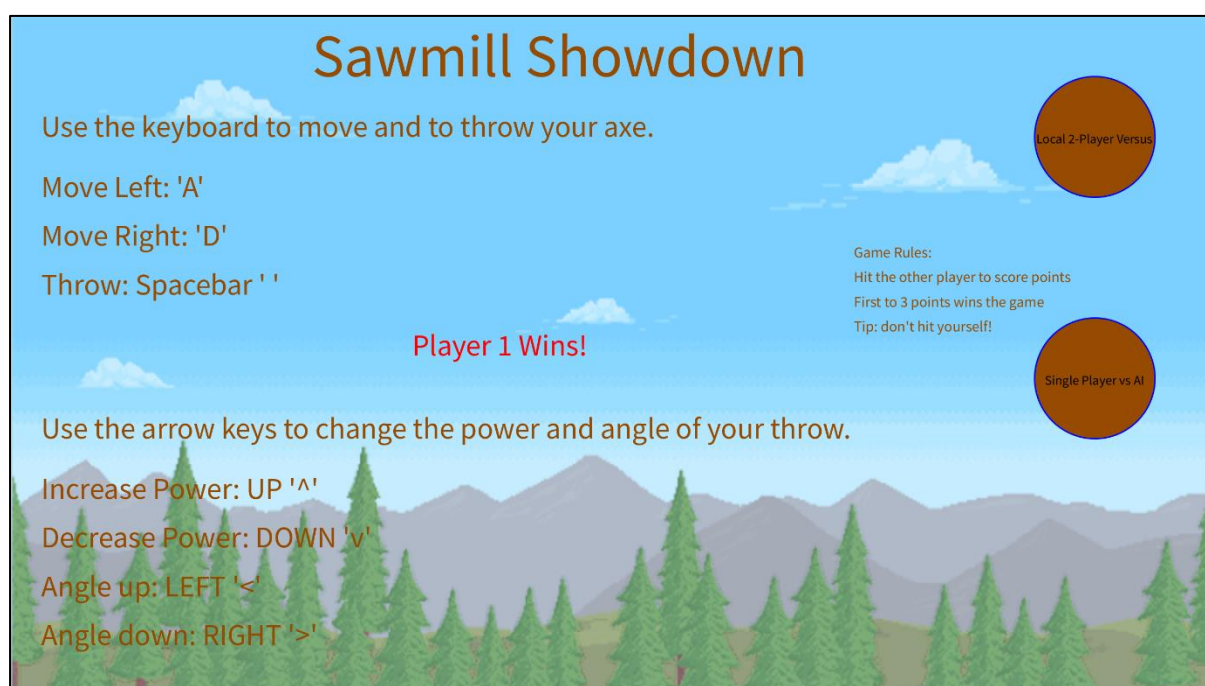 Sawmill Showdown
Use the keyboard to move and to throw your axe.
Move Left: 'A'
Move Right: 'D'
Throw: Spacebar ' '
Local 2-Player Versus
Game Rules:
Hit the other player to score points
First to 3 points wins the game
Tip: don't hit yourself!
Player 1 Wins!
Single Player vs AI
Use the arrow keys to change the power and angle of your throw.
Increase Power: UP '^'
Decrease Power: DOWN 'v'
Angle up: LEFT '<'
Angle down: RIGHT '>'